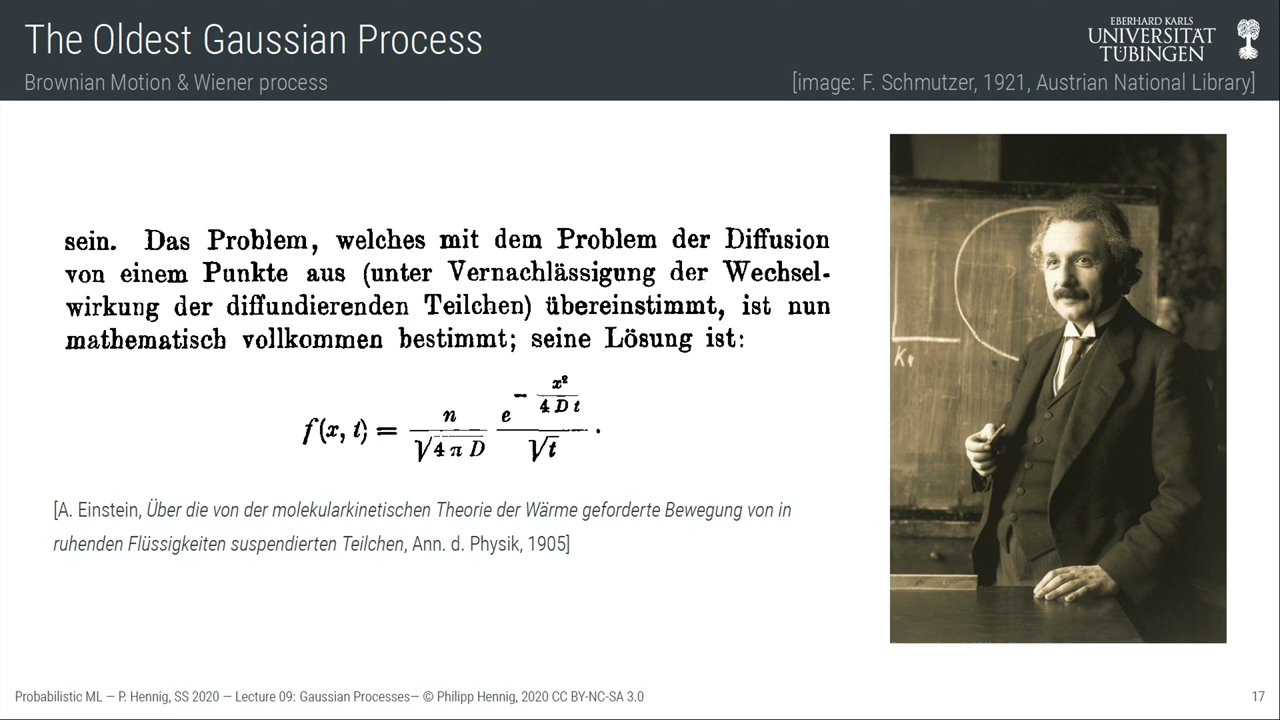 The Oldest Gaussian Process
Brownian Motion & Wiener process
EBERHARD KARLS
UNIVERSITÄT
TÜBINGEN
[image: F. Schmutzer, 1921, Austrian National Library]
sein. Das Problem, welches mit dem Problem der Diffusion
von einem Punkte aus (unter Vernachlässigung der Wechsel-
wirkung der diffundierenden Teilchen) übereinstimmt, ist nun
mathematisch vollkommen bestimmt; seine Lösung ist:
f(x, t) = n/√(4 π D) e^(− x²/(4 D t))/√t .
[A. Einstein, Über die von der molekularkinetischen Theorie der Wärme geforderte Bewegung von in
ruhenden Flüssigkeiten suspendierten Teilchen, Ann. d. Physik, 1905]
Probabilistic ML — P. Hennig, SS 2020 — Lecture 09: Gaussian Processes— © Philipp Hennig, 2020 CC BY-NC-SA 3.0
17